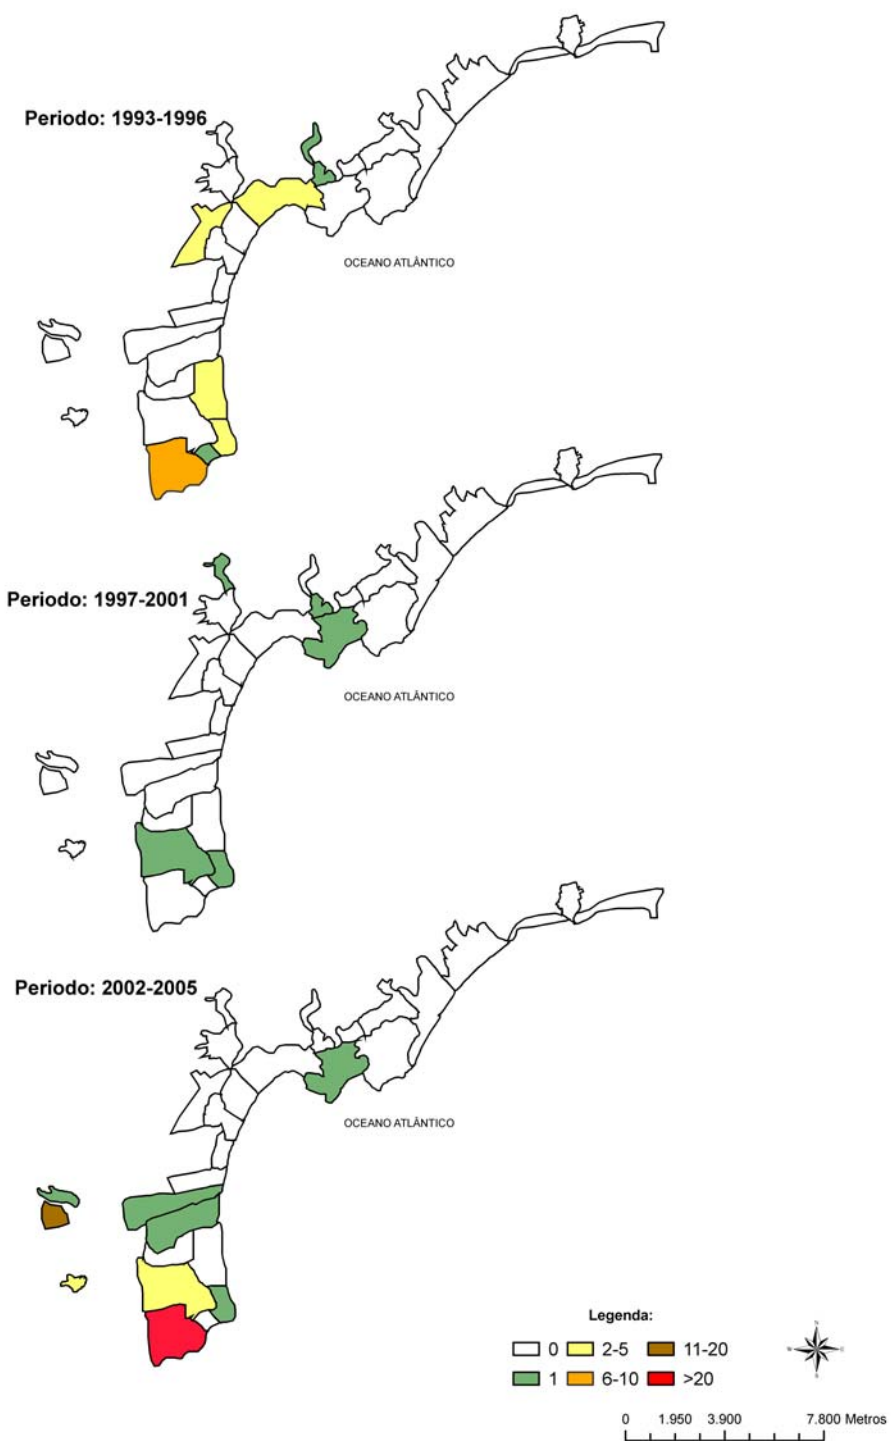 Periodo: 1993-1996
OCEANO ATLÂNTICO
Periodo: 1997-2001
OCEANO ATLÂNTICO
Periodo: 2002-2005
OCEANO ATLÂNTICO
Legenda:
0 2-5 11-20
1 6-10 >20
N
S
0 1.950 3.900 7.800 Metros